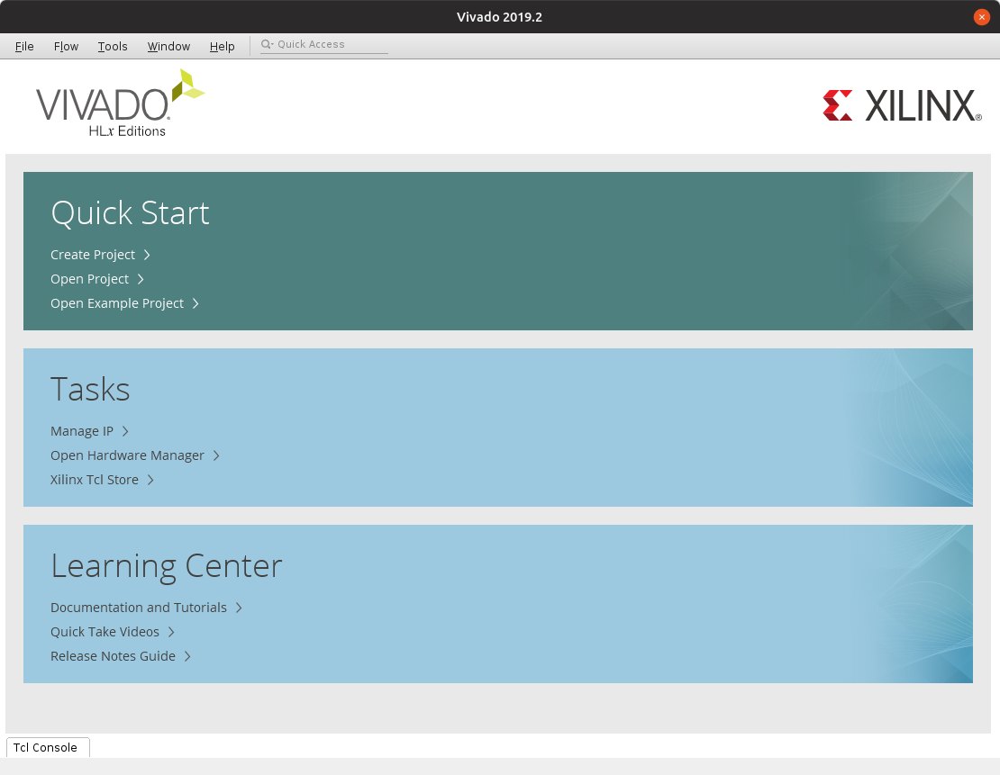 Vivado 2019.2
File Flow Tools Window Help Quick Access
VIVADO®
HLx Editions
XILINX®
Quick Start
Create Project
Open Project
Open Example Project
Tasks
Manage IP
Open Hardware Manager
Xilinx Tcl Store
Learning Center
Documentation and Tutorials
Quick Take Videos
Release Notes Guide
Tcl Console